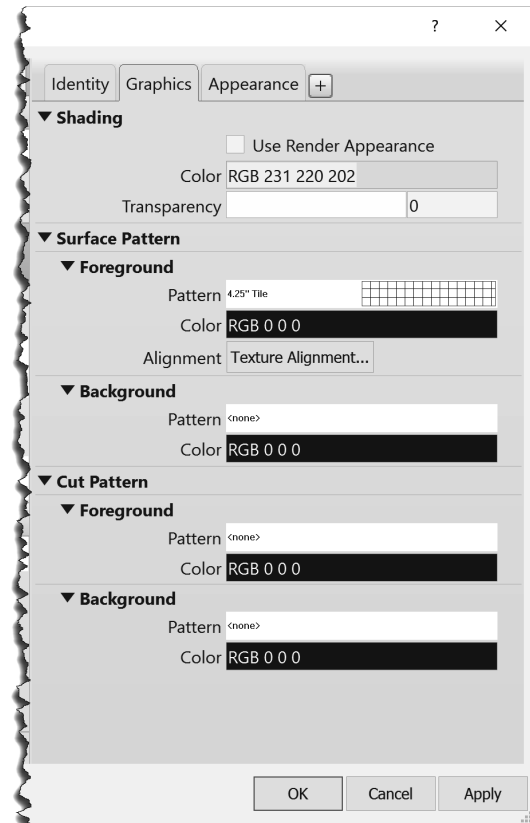 ?
Identity Graphics Appearance +
Shading
Use Render Appearance
Color RGB 231 220 202
Transparency 0
Surface Pattern
Foreground
Pattern 4.25" Tile
Color RGB 0 0 0
Alignment Texture Alignment...
Background
Pattern <none>
Color RGB 0 0 0
Cut Pattern
Foreground
Pattern <none>
Color RGB 0 0 0
Background
Pattern <none>
Color RGB 0 0 0
OK Cancel Apply